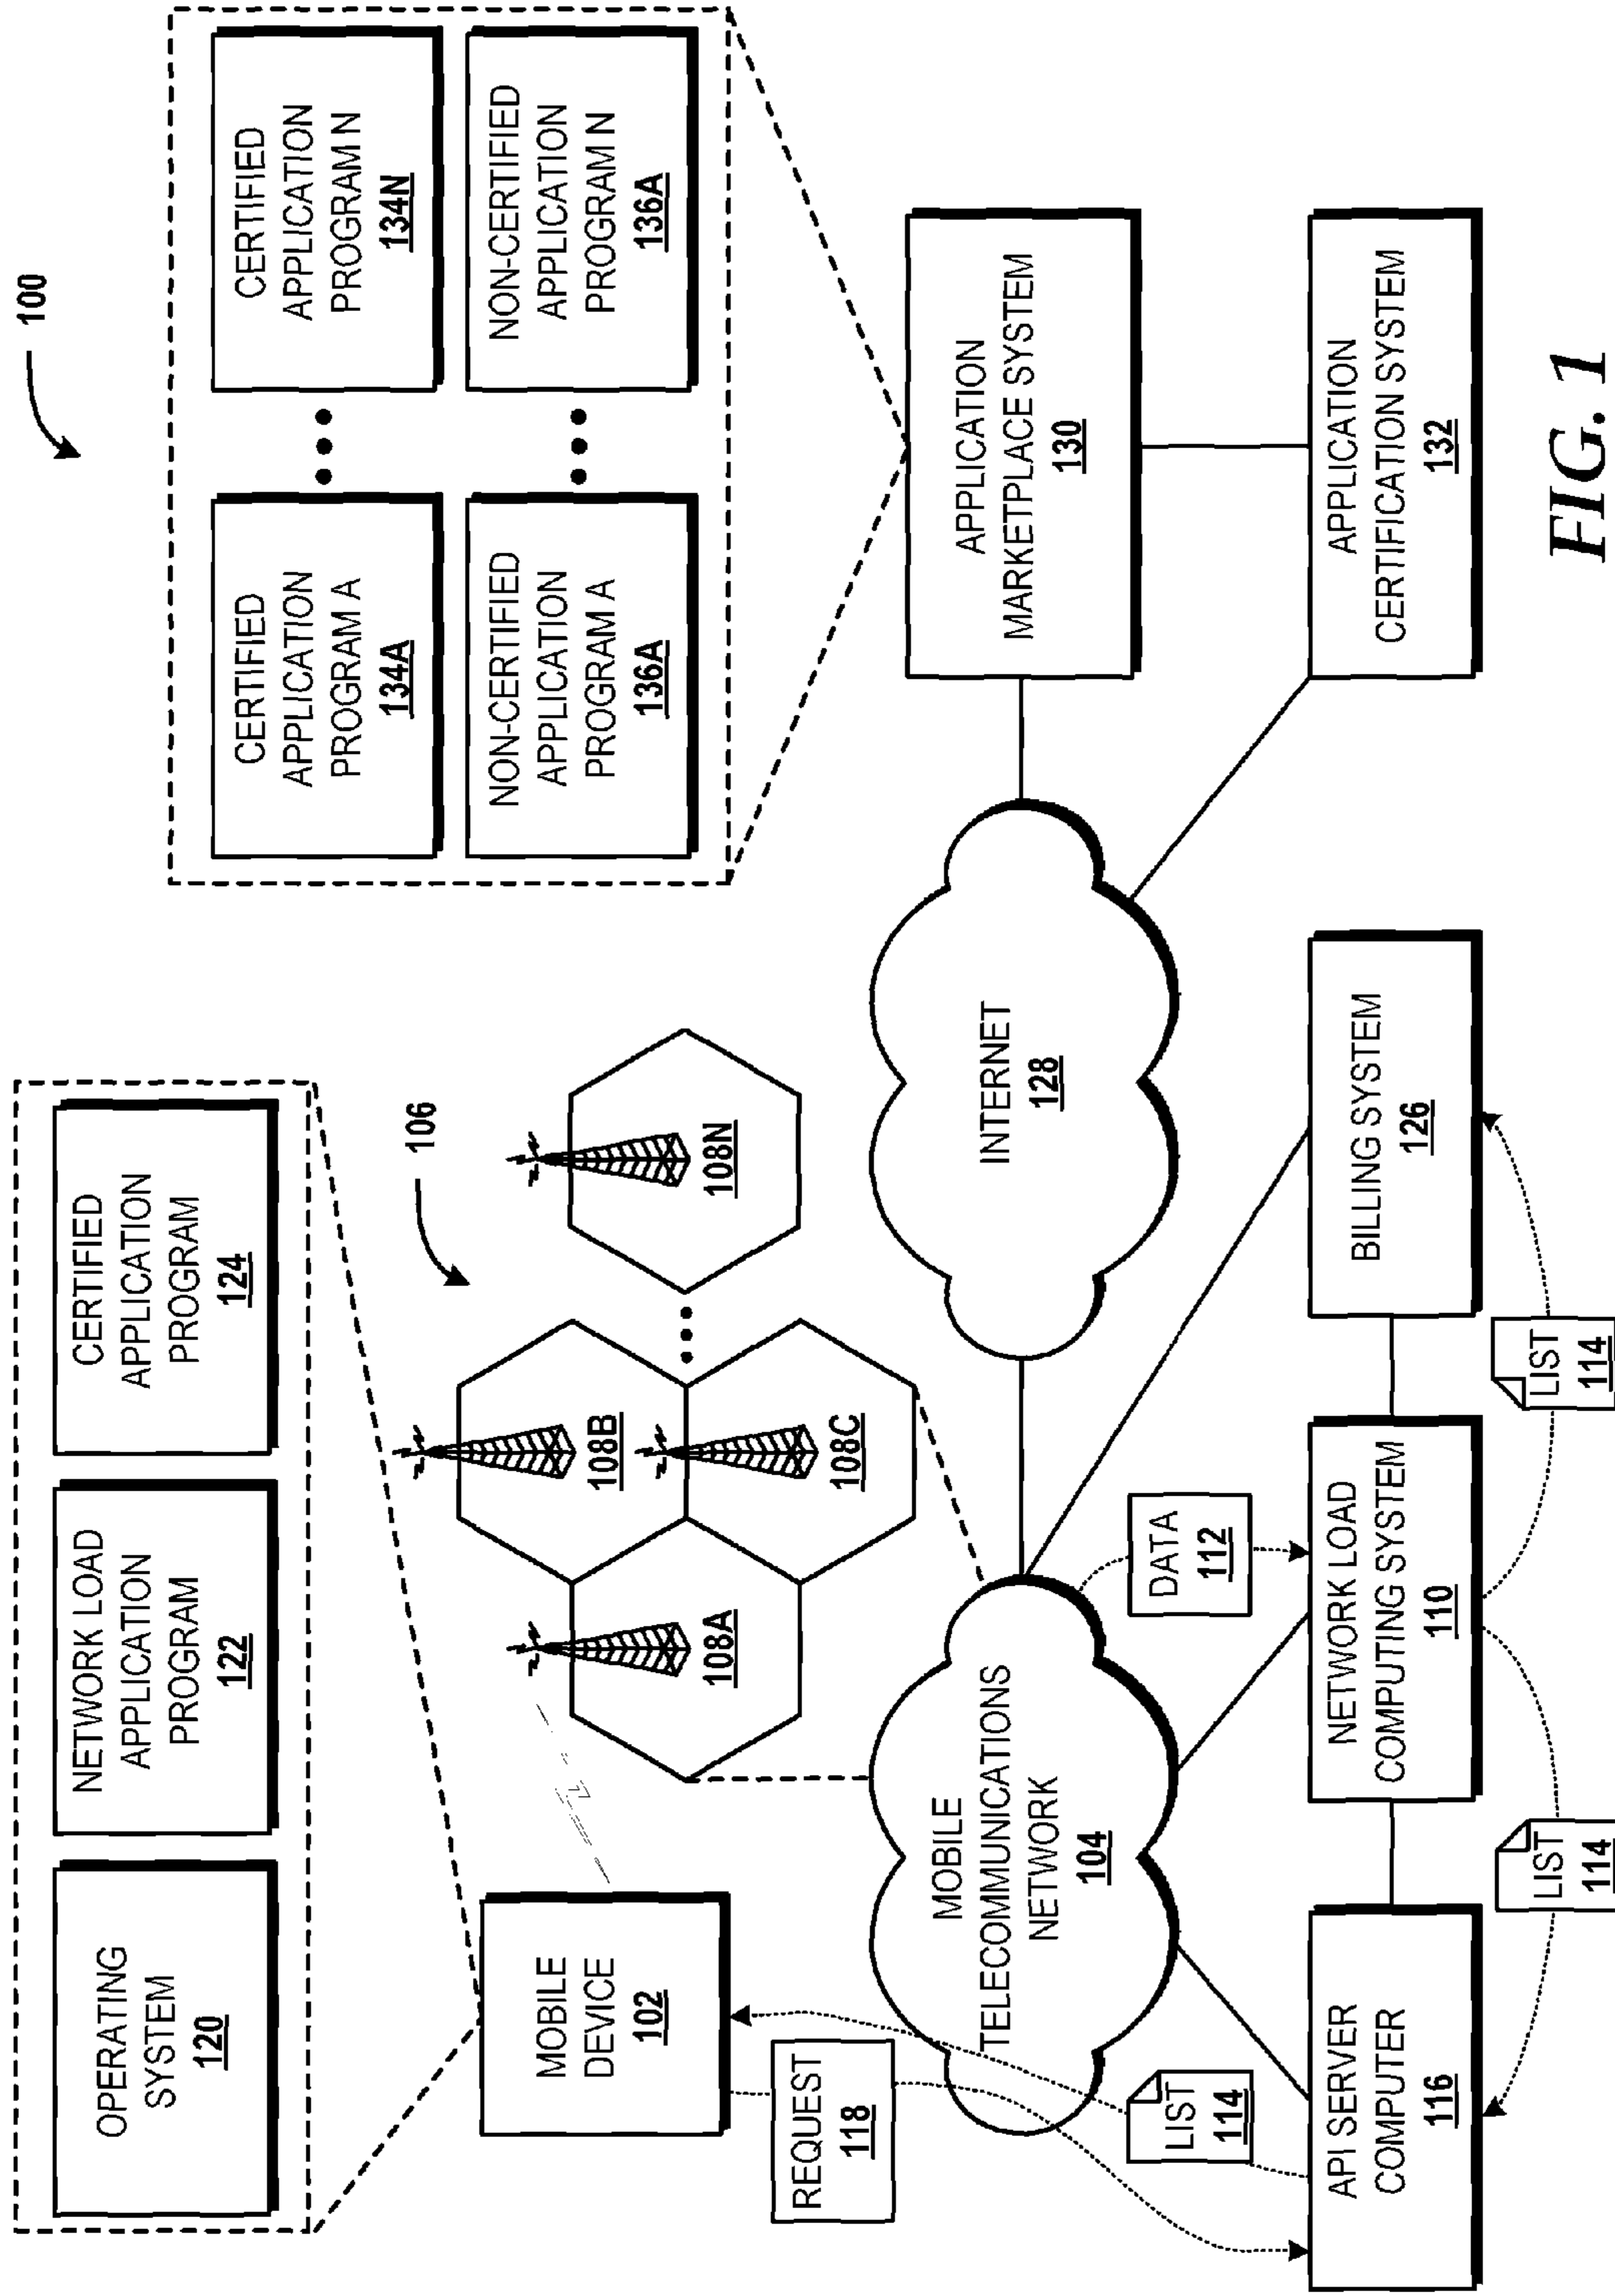 100
OPERATING
SYSTEM
120
NETWORK LOAD
APPLICATION
PROGRAM
122
CERTIFIED
APPLICATION
PROGRAM
124
CERTIFIED
APPLICATION
PROGRAM A
134A
CERTIFIED
APPLICATION
PROGRAM N
134N
NON-CERTIFIED
APPLICATION
PROGRAM A
136A
NON-CERTIFIED
APPLICATION
PROGRAM N
136A
106
MOBILE
DEVICE
102
108A
108B
108C
108N
REQUEST
118
MOBILE
TELECOMMUNICATIONS
NETWORK
104
INTERNET
128
APPLICATION
MARKETPLACE SYSTEM
130
LIST
114
DATA
112
API SERVER
COMPUTER
116
NETWORK LOAD
COMPUTING SYSTEM
110
BILLING SYSTEM
126
APPLICATION
CERTIFICATION SYSTEM
132
LIST
114
LIST
114
FIG. 1